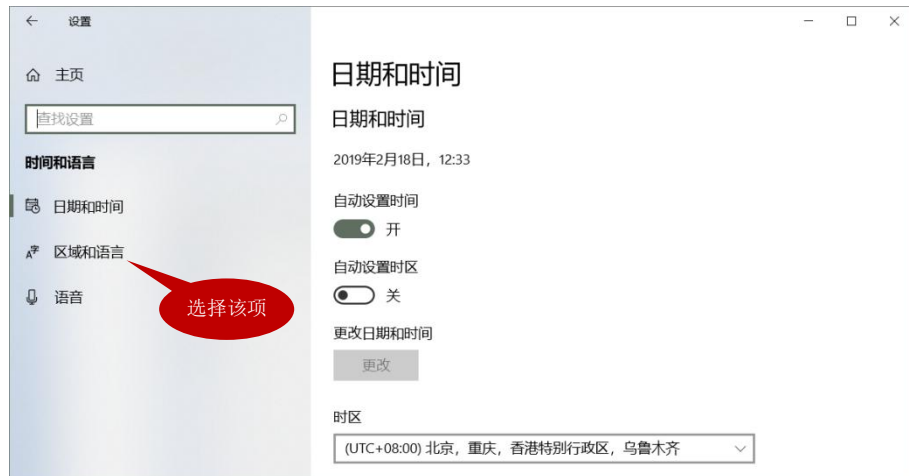 设置
主页
查找设置
时间和语言
日期和时间
区域和语言
语音
选择该项
日期和时间
日期和时间
2019年2月18日，12:33
自动设置时间
开
自动设置时区
关
更改日期和时间
更改
时区
(UTC+08:00) 北京，重庆，香港特别行政区，乌鲁木齐